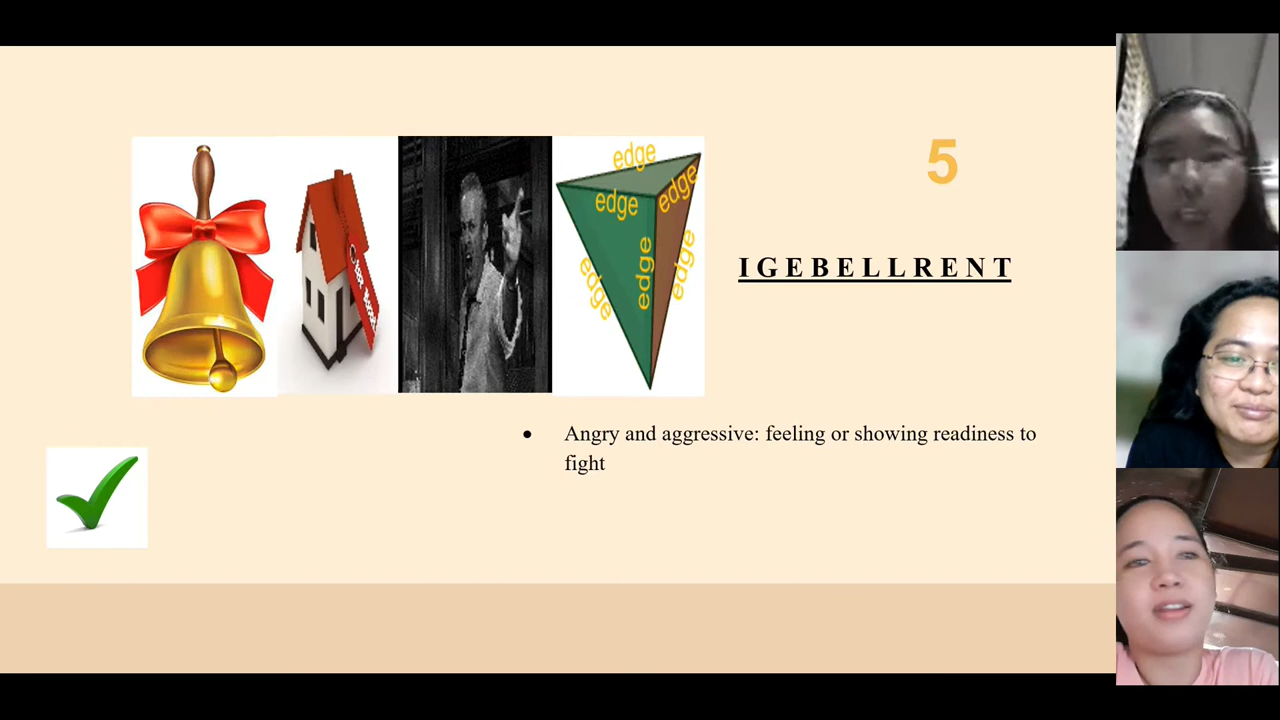 edge
edge
edge
edge
edge
edge
5
I G E B E L L R E N T
• Angry and aggressive: feeling or showing readiness to
fight